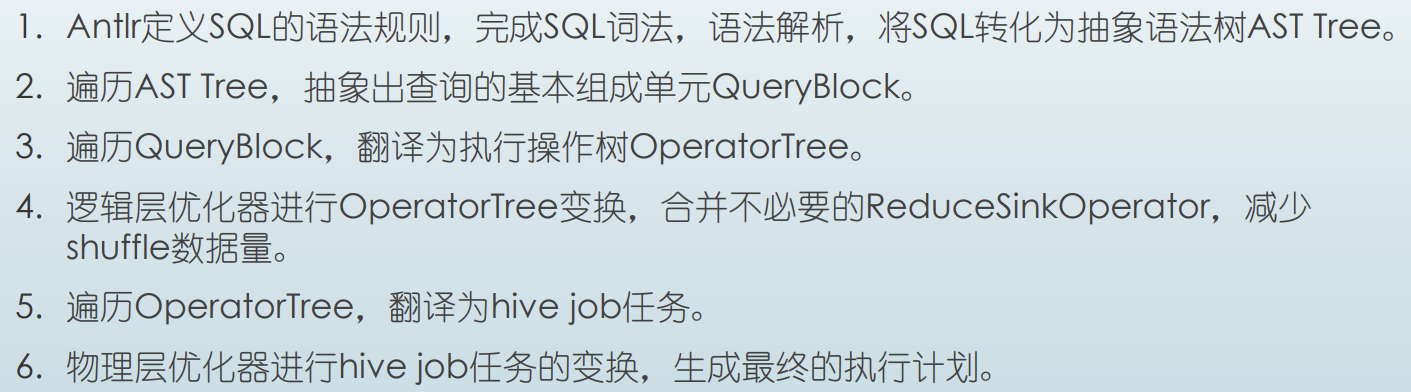 1. Antlr定义SQL的语法规则，完成SQL词法，语法解析，将SQL转化为抽象语法树AST Tree。
2. 遍历AST Tree，抽象出查询的基本组成单元QueryBlock。
3. 遍历QueryBlock，翻译为执行操作树OperatorTree。
4. 逻辑层优化器进行OperatorTree变换，合并不必要的ReduceSinkOperator，减少
shuffle数据量。
5. 遍历OperatorTree，翻译为hive job任务。
6. 物理层优化器进行hive job任务的变换，生成最终的执行计划。